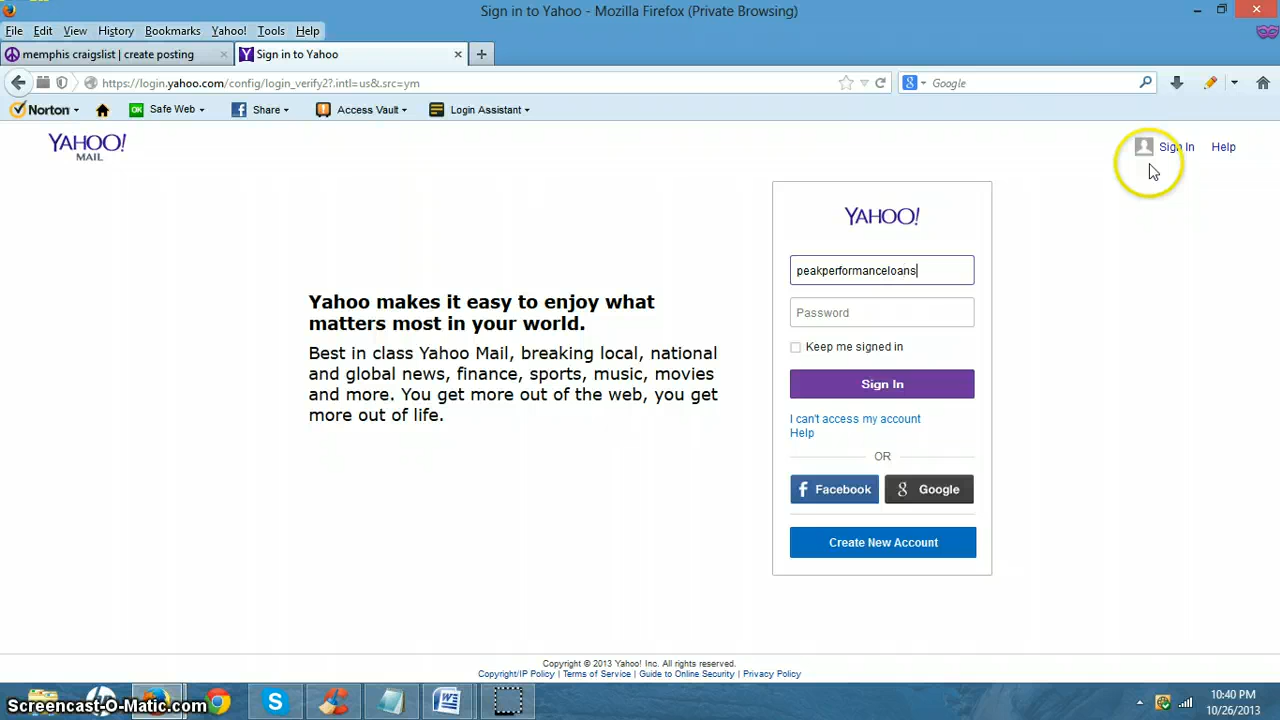 Sign in to Yahoo - Mozilla Firefox (Private Browsing)
File Edit View History Bookmarks Yahoo! Tools Help
memphis craigslist | create posting × Sign in to Yahoo × +
https://login.yahoo.com/config/login_verify2?.intl=us&.src=ym Google
Norton Safe Web Share Access Vault Login Assistant
YAHOO!
MAIL
Sign In Help
YAHOO!
peakperformanceloans
Password
Keep me signed in
Sign In
I can't access my account
Help
OR
Facebook Google
Create New Account
Yahoo makes it easy to enjoy what
matters most in your world.
Best in class Yahoo Mail, breaking local, national
and global news, finance, sports, music, movies
and more. You get more out of the web, you get
more out of life.
Copyright © 2013 Yahoo! Inc. All rights reserved.
Copyright/IP Policy | Terms of Service | Guide to Online Security | Privacy Policy
Screencast-O-Matic.com
10:40 PM
10/26/2013